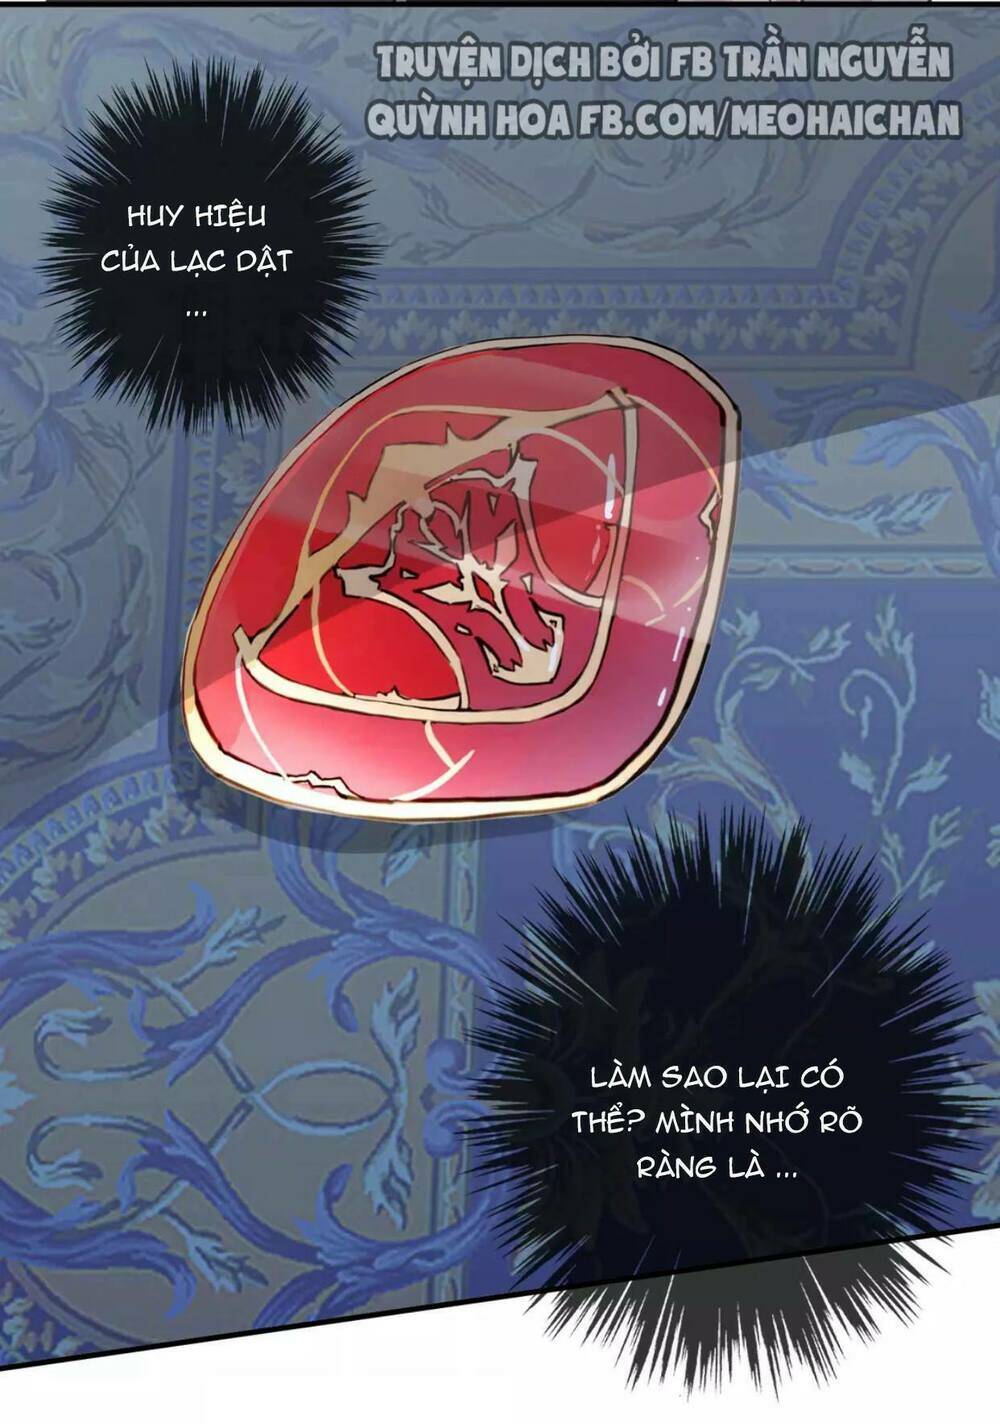 TRUYỆN DỊCH BỞI FB TRẦN NGUYỄN
QUỲNH HOA FB.COM/MEOHAICHAN
HUY HIỆU
CỦA LẠC DẬT
...
LÀM SAO LẠI CÓ
THỂ? MÌNH NHỚ RÕ
RÀNG LÀ ...